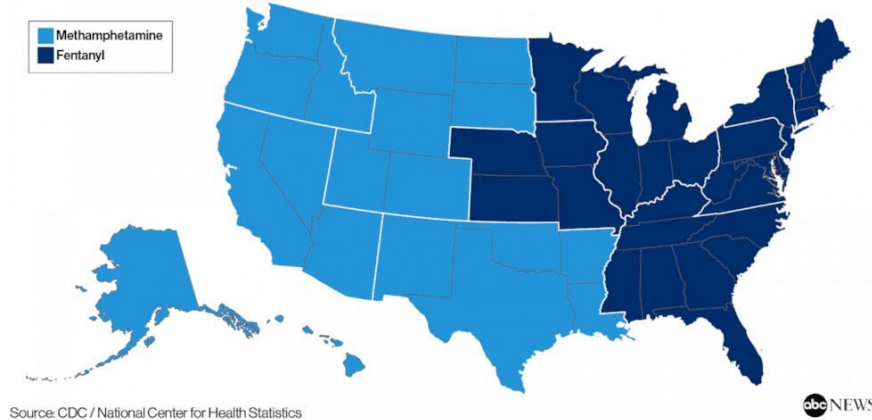 Methamphetamine
Fentanyl
Source: CDC / National Center for Health Statistics
abc NEWS